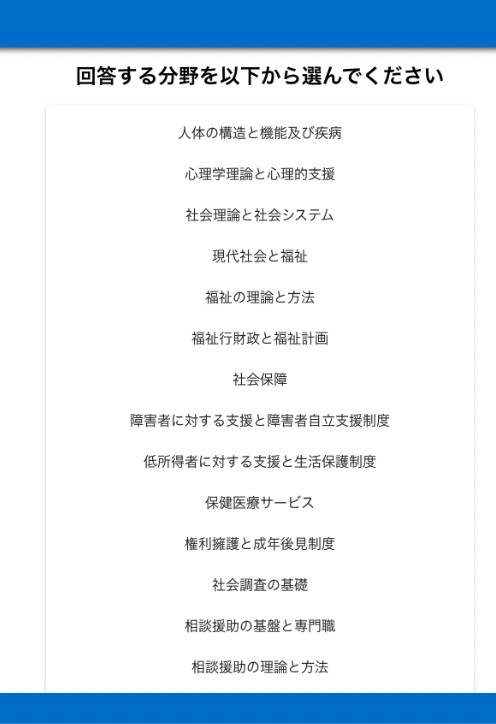 回答する分野を以下から選んでください
人体の構造と機能及び疾病
心理学理論と心理的支援
社会理論と社会システム
現代社会と福祉
福祉の理論と方法
福祉行財政と福祉計画
社会保障
障害者に対する支援と障害者自立支援制度
低所得者に対する支援と生活保護制度
保健医療サービス
権利擁護と成年後見制度
社会調査の基礎
相談援助の基盤と専門職
相談援助の理論と方法